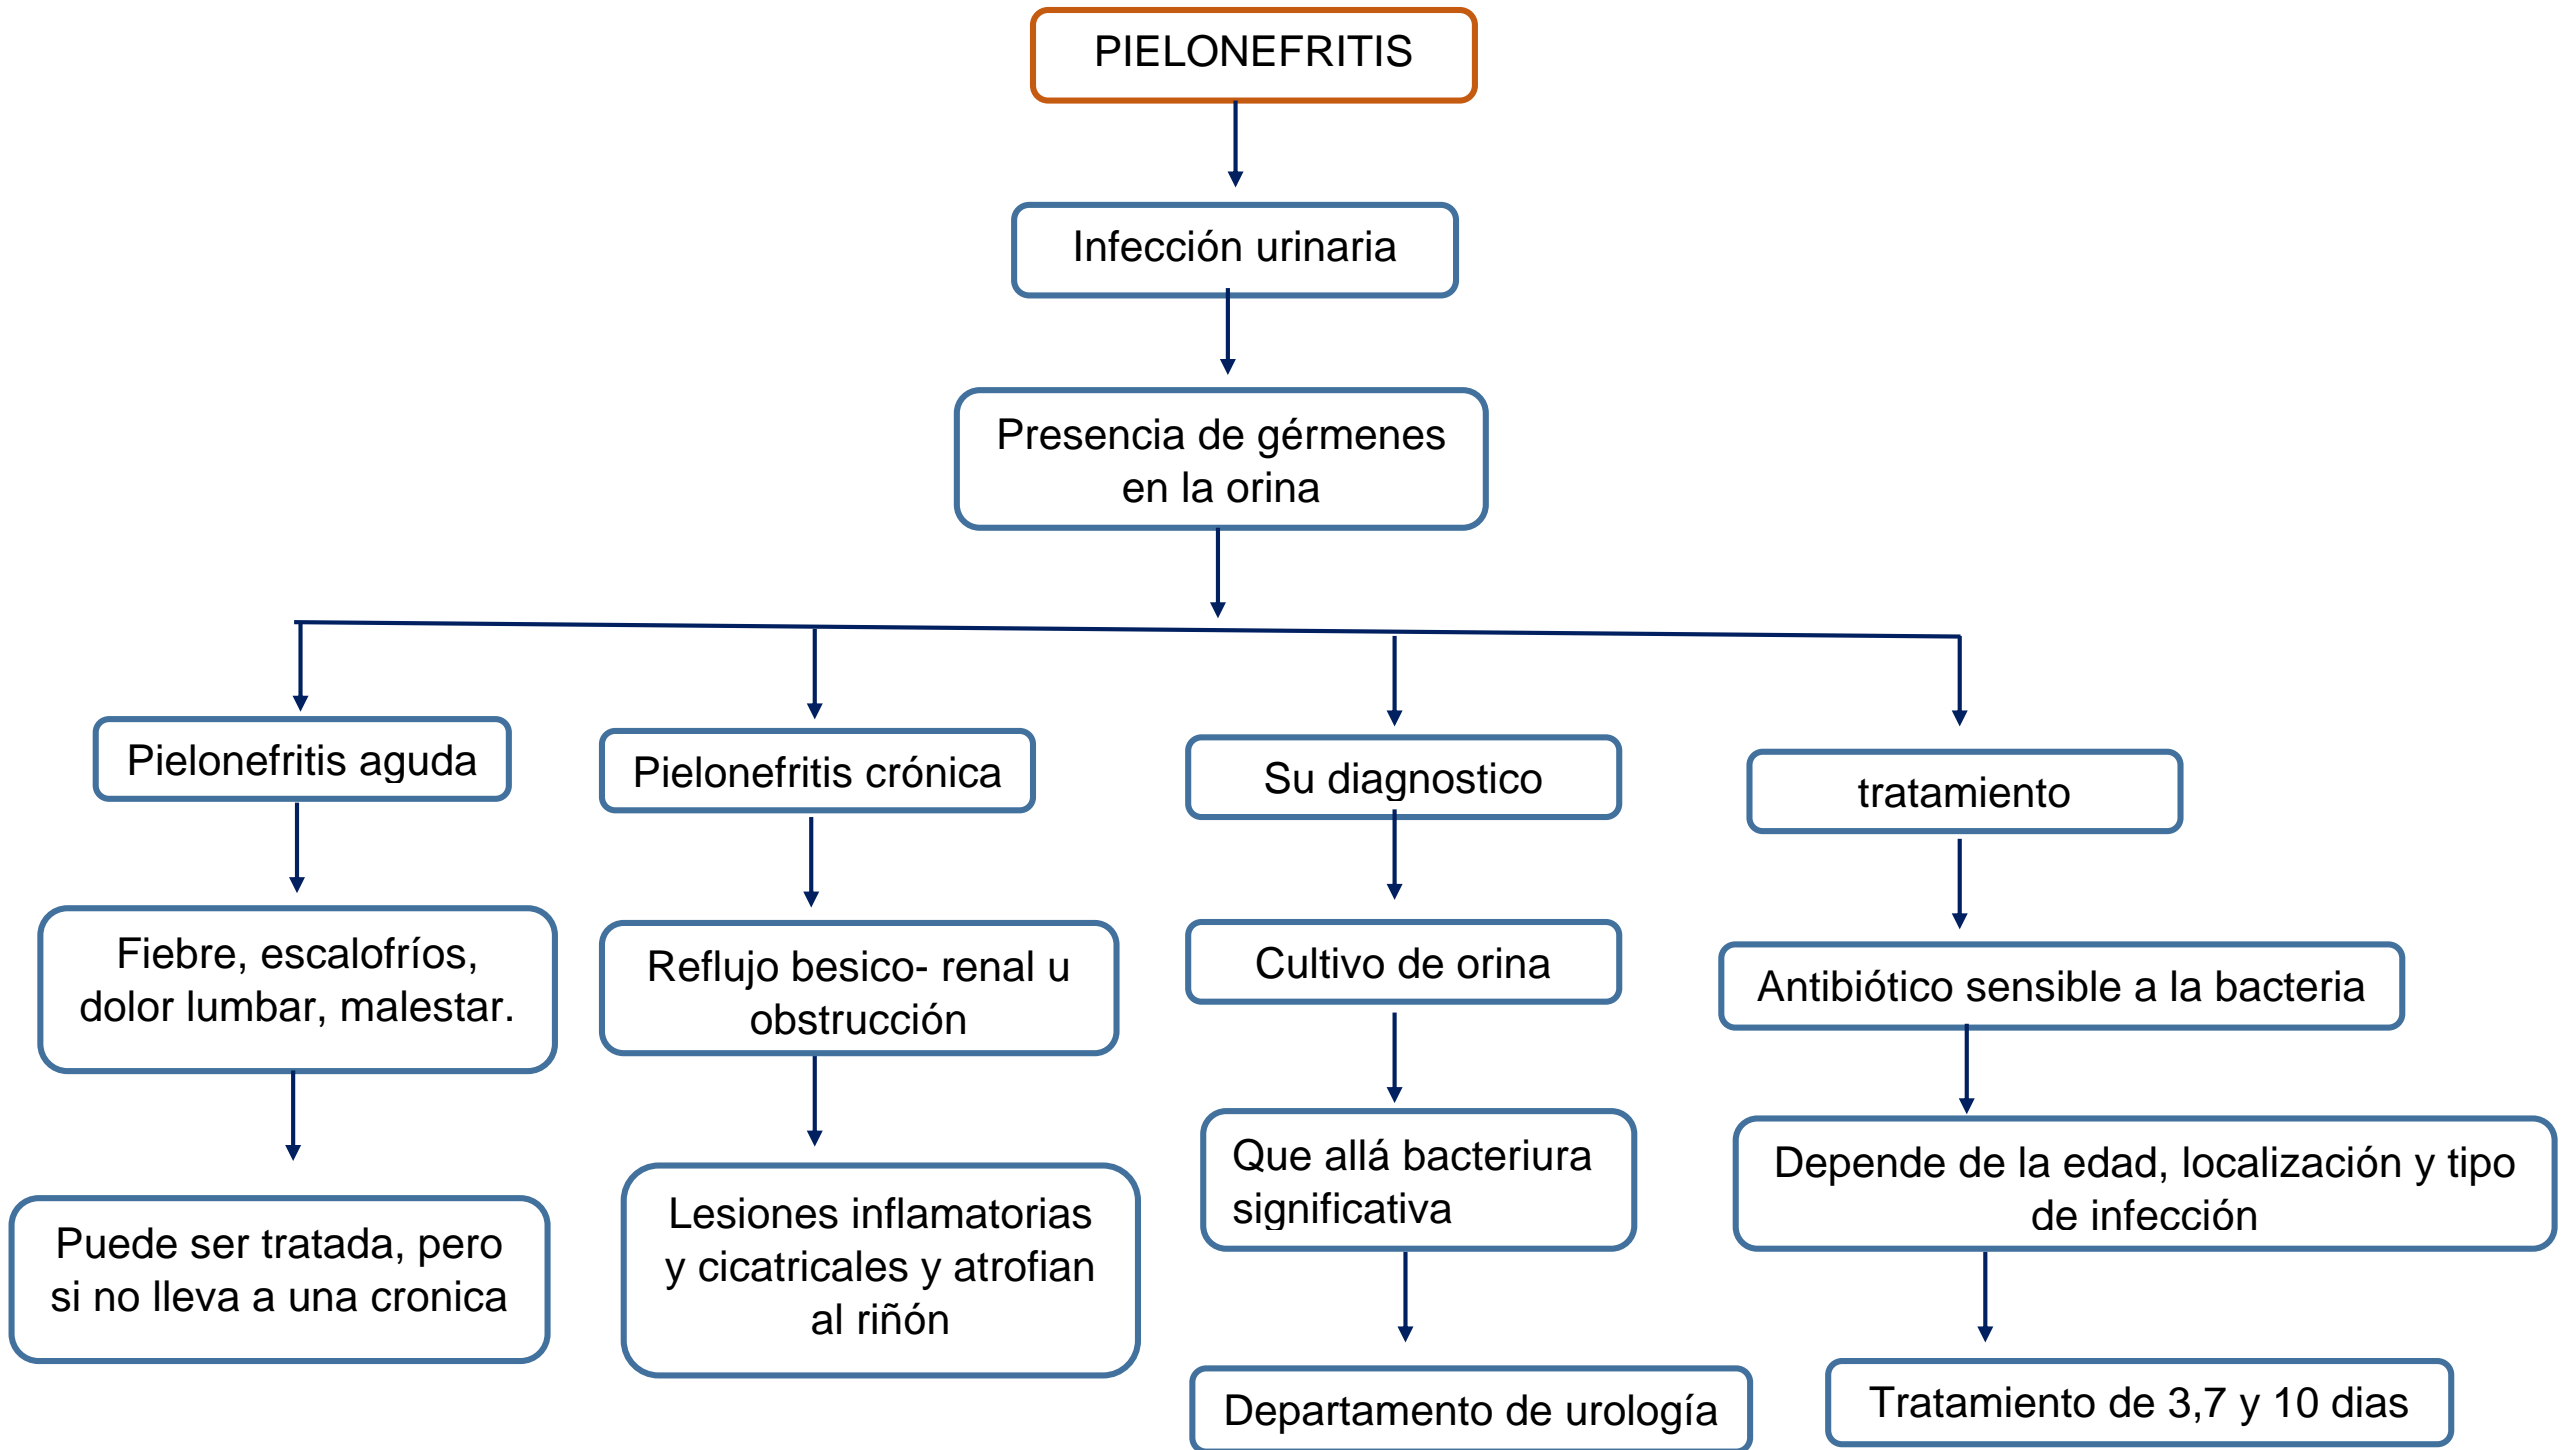 PIELONEFRITIS
Infección urinaria
Presencia de gérmenes
en la orina
Pielonefritis aguda
Fiebre, escalofríos,
dolor lumbar, malestar.
Puede ser tratada, pero
si no lleva a una cronica
Pielonefritis crónica
Reflujo besico- renal u
obstrucción
Lesiones inflamatorias
y cicatricales y atrofian
al riñón
Su diagnostico
Cultivo de orina
Que allá bacteriura
significativa
Departamento de urología
tratamiento
Antibiótico sensible a la bacteria
Depende de la edad, localización y tipo
de infección
Tratamiento de 3,7 y 10 dias